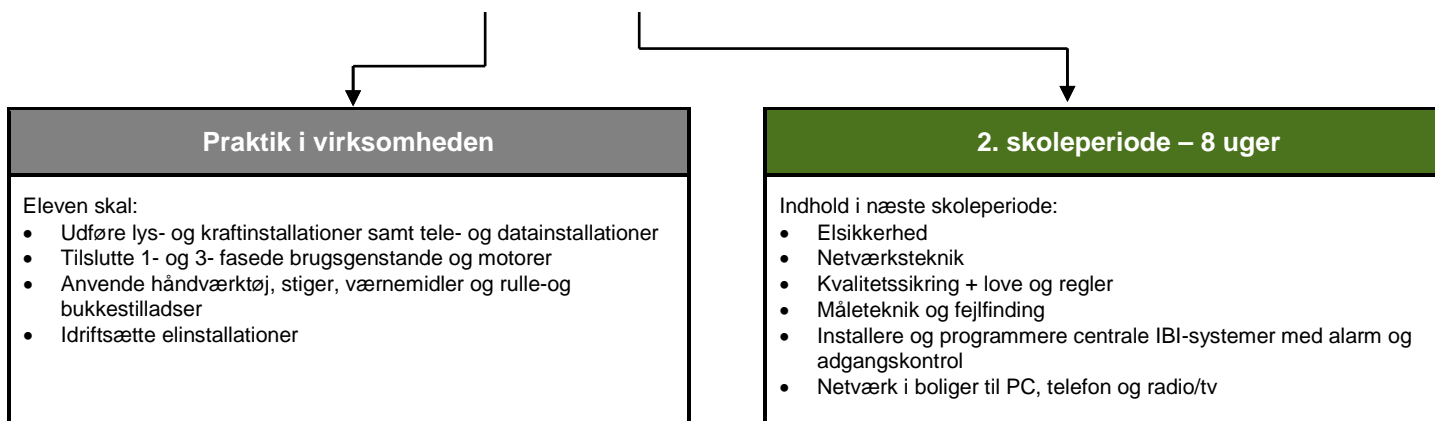 Praktik i virksomheden
Eleven skal:
• Udføre lys- og kraftinstallationer samt tele- og datainstallationer
• Tilslutte 1- og 3- fasede brugsgenstande og motorer
• Anvende håndværktøj, stiger, værnemidler og rulle-og
bukkestilladser
• Idriftsætte elinstallationer
2. skoleperiode – 8 uger
Indhold i næste skoleperiode:
• Elsikkerhed
• Netværksteknik
• Kvalitetssikring + love og regler
• Måleteknik og fejlfinding
• Installere og programmere centrale IBI-systemer med alarm og
adgangskontrol
• Netværk i boliger til PC, telefon og radio/tv